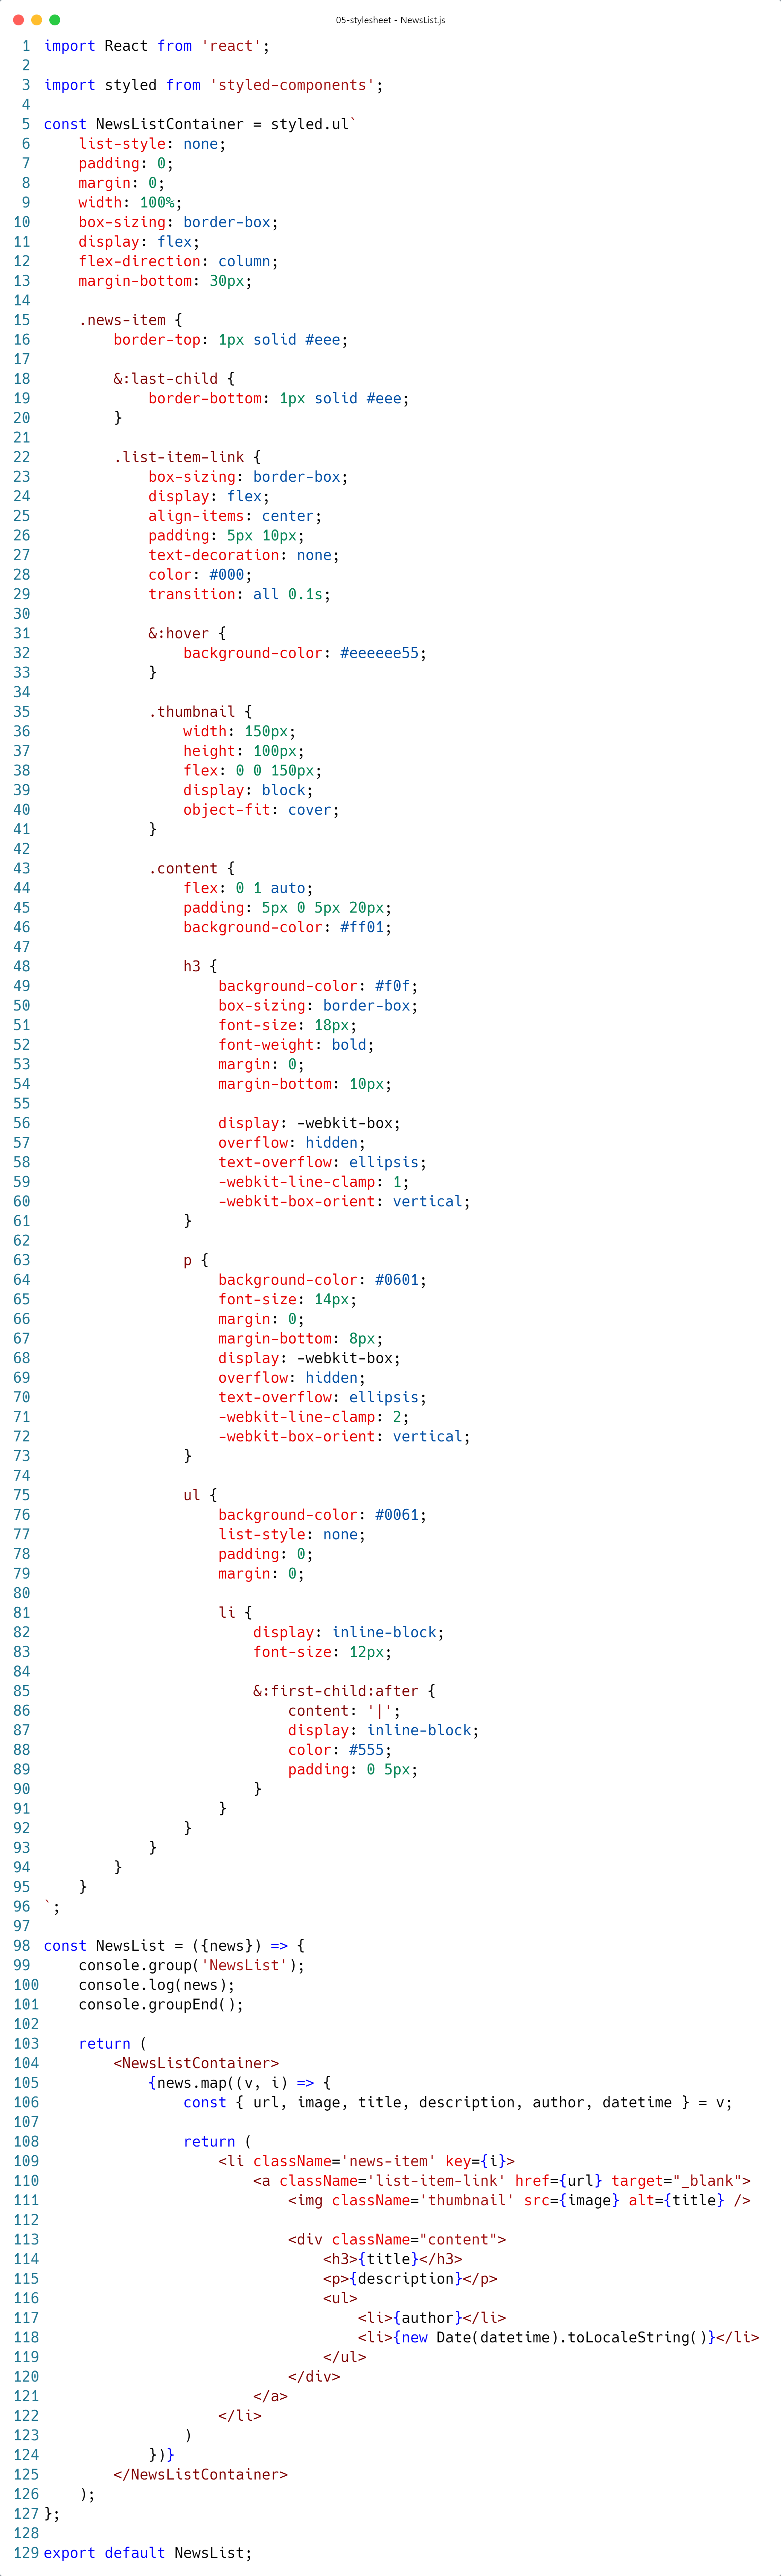 05-stylesheet - NewsList.js
1 import React from 'react';
2
3 import styled from 'styled-components';
4
5 const NewsListContainer = styled.ul`
6     list-style: none;
7     padding: 0;
8     margin: 0;
9     width: 100%;
10     box-sizing: border-box;
11     display: flex;
12     flex-direction: column;
13     margin-bottom: 30px;
14
15     .news-item {
16         border-top: 1px solid #eee;
17
18         &:last-child {
19             border-bottom: 1px solid #eee;
20         }
21
22         .list-item-link {
23             box-sizing: border-box;
24             display: flex;
25             align-items: center;
26             padding: 5px 10px;
27             text-decoration: none;
28             color: #000;
29             transition: all 0.1s;
30
31             &:hover {
32                 background-color: #eeeeee55;
33             }
34
35             .thumbnail {
36                 width: 150px;
37                 height: 100px;
38                 flex: 0 0 150px;
39                 display: block;
40                 object-fit: cover;
41             }
42
43             .content {
44                 flex: 0 1 auto;
45                 padding: 5px 0 5px 20px;
46                 background-color: #ff01;
47
48                 h3 {
49                     background-color: #f0f;
50                     box-sizing: border-box;
51                     font-size: 18px;
52                     font-weight: bold;
53                     margin: 0;
54                     margin-bottom: 10px;
55
56                     display: -webkit-box;
57                     overflow: hidden;
58                     text-overflow: ellipsis;
59                     -webkit-line-clamp: 1;
60                     -webkit-box-orient: vertical;
61                 }
62
63                 p {
64                     background-color: #0601;
65                     font-size: 14px;
66                     margin: 0;
67                     margin-bottom: 8px;
68                     display: -webkit-box;
69                     overflow: hidden;
70                     text-overflow: ellipsis;
71                     -webkit-line-clamp: 2;
72                     -webkit-box-orient: vertical;
73                 }
74
75                 ul {
76                     background-color: #0061;
77                     list-style: none;
78                     padding: 0;
79                     margin: 0;
80
81                     li {
82                         display: inline-block;
83                         font-size: 12px;
84
85                         &:first-child:after {
86                             content: '|';
87                             display: inline-block;
88                             color: #555;
89                             padding: 0 5px;
90                         }
91                     }
92                 }
93             }
94         }
95     }
96 `;
97
98 const NewsList = ({news}) => {
99     console.group('NewsList');
100     console.log(news);
101     console.groupEnd();
102
103     return (
104         <NewsListContainer>
105             {news.map((v, i) => {
106                 const { url, image, title, description, author, datetime } = v;
107
108                 return (
109                     <li className='news-item' key={i}>
110                         <a className='list-item-link' href={url} target="_blank">
111                             <img className='thumbnail' src={image} alt={title} />
112
113                             <div className="content">
114                                 <h3>{title}</h3>
115                                 <p>{description}</p>
116                                 <ul>
117                                     <li>{author}</li>
118                                     <li>{new Date(datetime).toLocaleString()}</li>
119                                 </ul>
120                             </div>
121                         </a>
122                     </li>
123                 )
124             })}
125         </NewsListContainer>
126     );
127 };
128
129 export default NewsList;